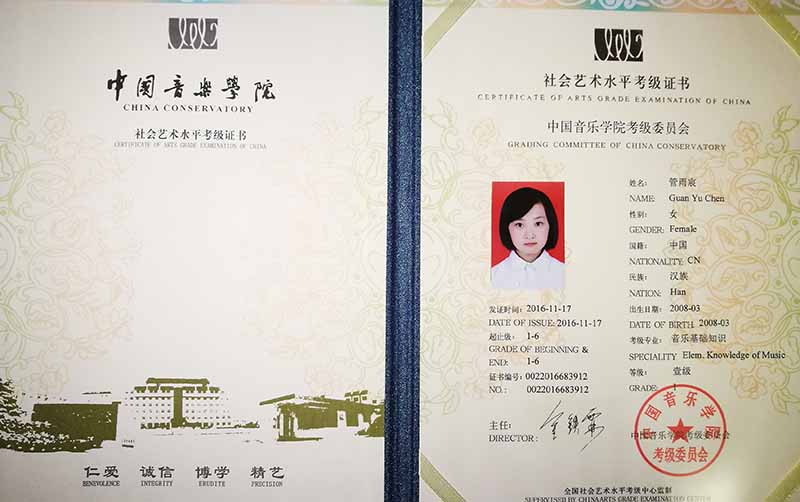 中国音樂學院
CHINA CONSERVATORY
社会艺术水平考级证书
CERTIFICATE OF ARTS GRADE EXAMINATION OF CHINA
仁爱 诚信 博学 精艺
BENEVOLENCE INTEGRITY ERUDITE PRECISION
社会艺术水平考级证书
CERTIFICATE OF ARTS GRADE EXAMINATION OF CHINA
中国音乐学院考级委员会
GRADING COMMITTEE OF CHINA CONSERVATORY
姓名: 管雨宸
NAME: Guan Yu Chen
性别: 女
GENDER: Female
国籍: 中国
NATIONALITY: CN
民族: 汉族
NATION: Han
出生日期: 2008-03
DATE OF BIRTH: 2008-03
考级专业: 音乐基础知识
SPECIALITY Elem. Knowledge of Music
等级: 壹级
GRADE: 1
发证时间: 2016-11-17
DATE OF ISSUE: 2016-11-17
起止级: 1-6
GRADE OF BEGINNING &
END: 1-6
证书编号: 0022016683912
NO.: 0022016683912
主任:
DIRECTOR:
中国音乐学院考级委员会
中国音乐学院
考级委员会
全国社会艺术水平考级中心监制
SUPERVISED BY CHINA ARTS GRADE EXAMINATION CENTER